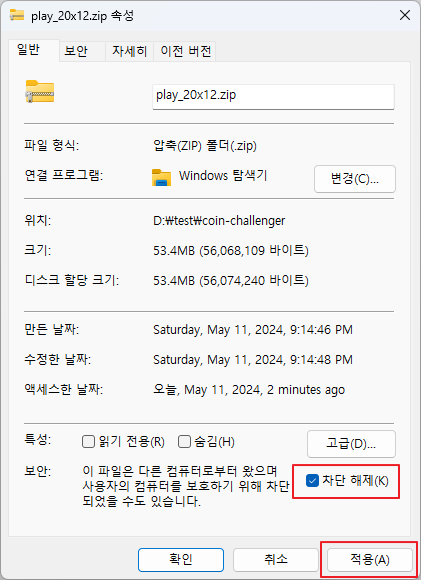 play_20x12.zip 속성
일반 보안 자세히 이전 버전
play_20x12.zip
파일 형식: 압축(ZIP) 폴더(.zip)
연결 프로그램: Windows 탐색기 변경(C)...
위치: D:₩test₩coin-challenger
크기: 53.4MB (56,068,109 바이트)
디스크 할당 크기: 53.4MB (56,074,240 바이트)
만든 날짜: Saturday, May 11, 2024, 9:14:46 PM
수정한 날짜: Saturday, May 11, 2024, 9:14:48 PM
액세스한 날짜: 오늘, May 11, 2024, 2 minutes ago
특성: 읽기 전용(R) 숨김(H) 고급(D)...
보안: 이 파일은 다른 컴퓨터로부터 왔으며
사용자의 컴퓨터를 보호하기 위해 차단 차단 해제(K)
되었을 수도 있습니다.
확인 취소 적용(A)